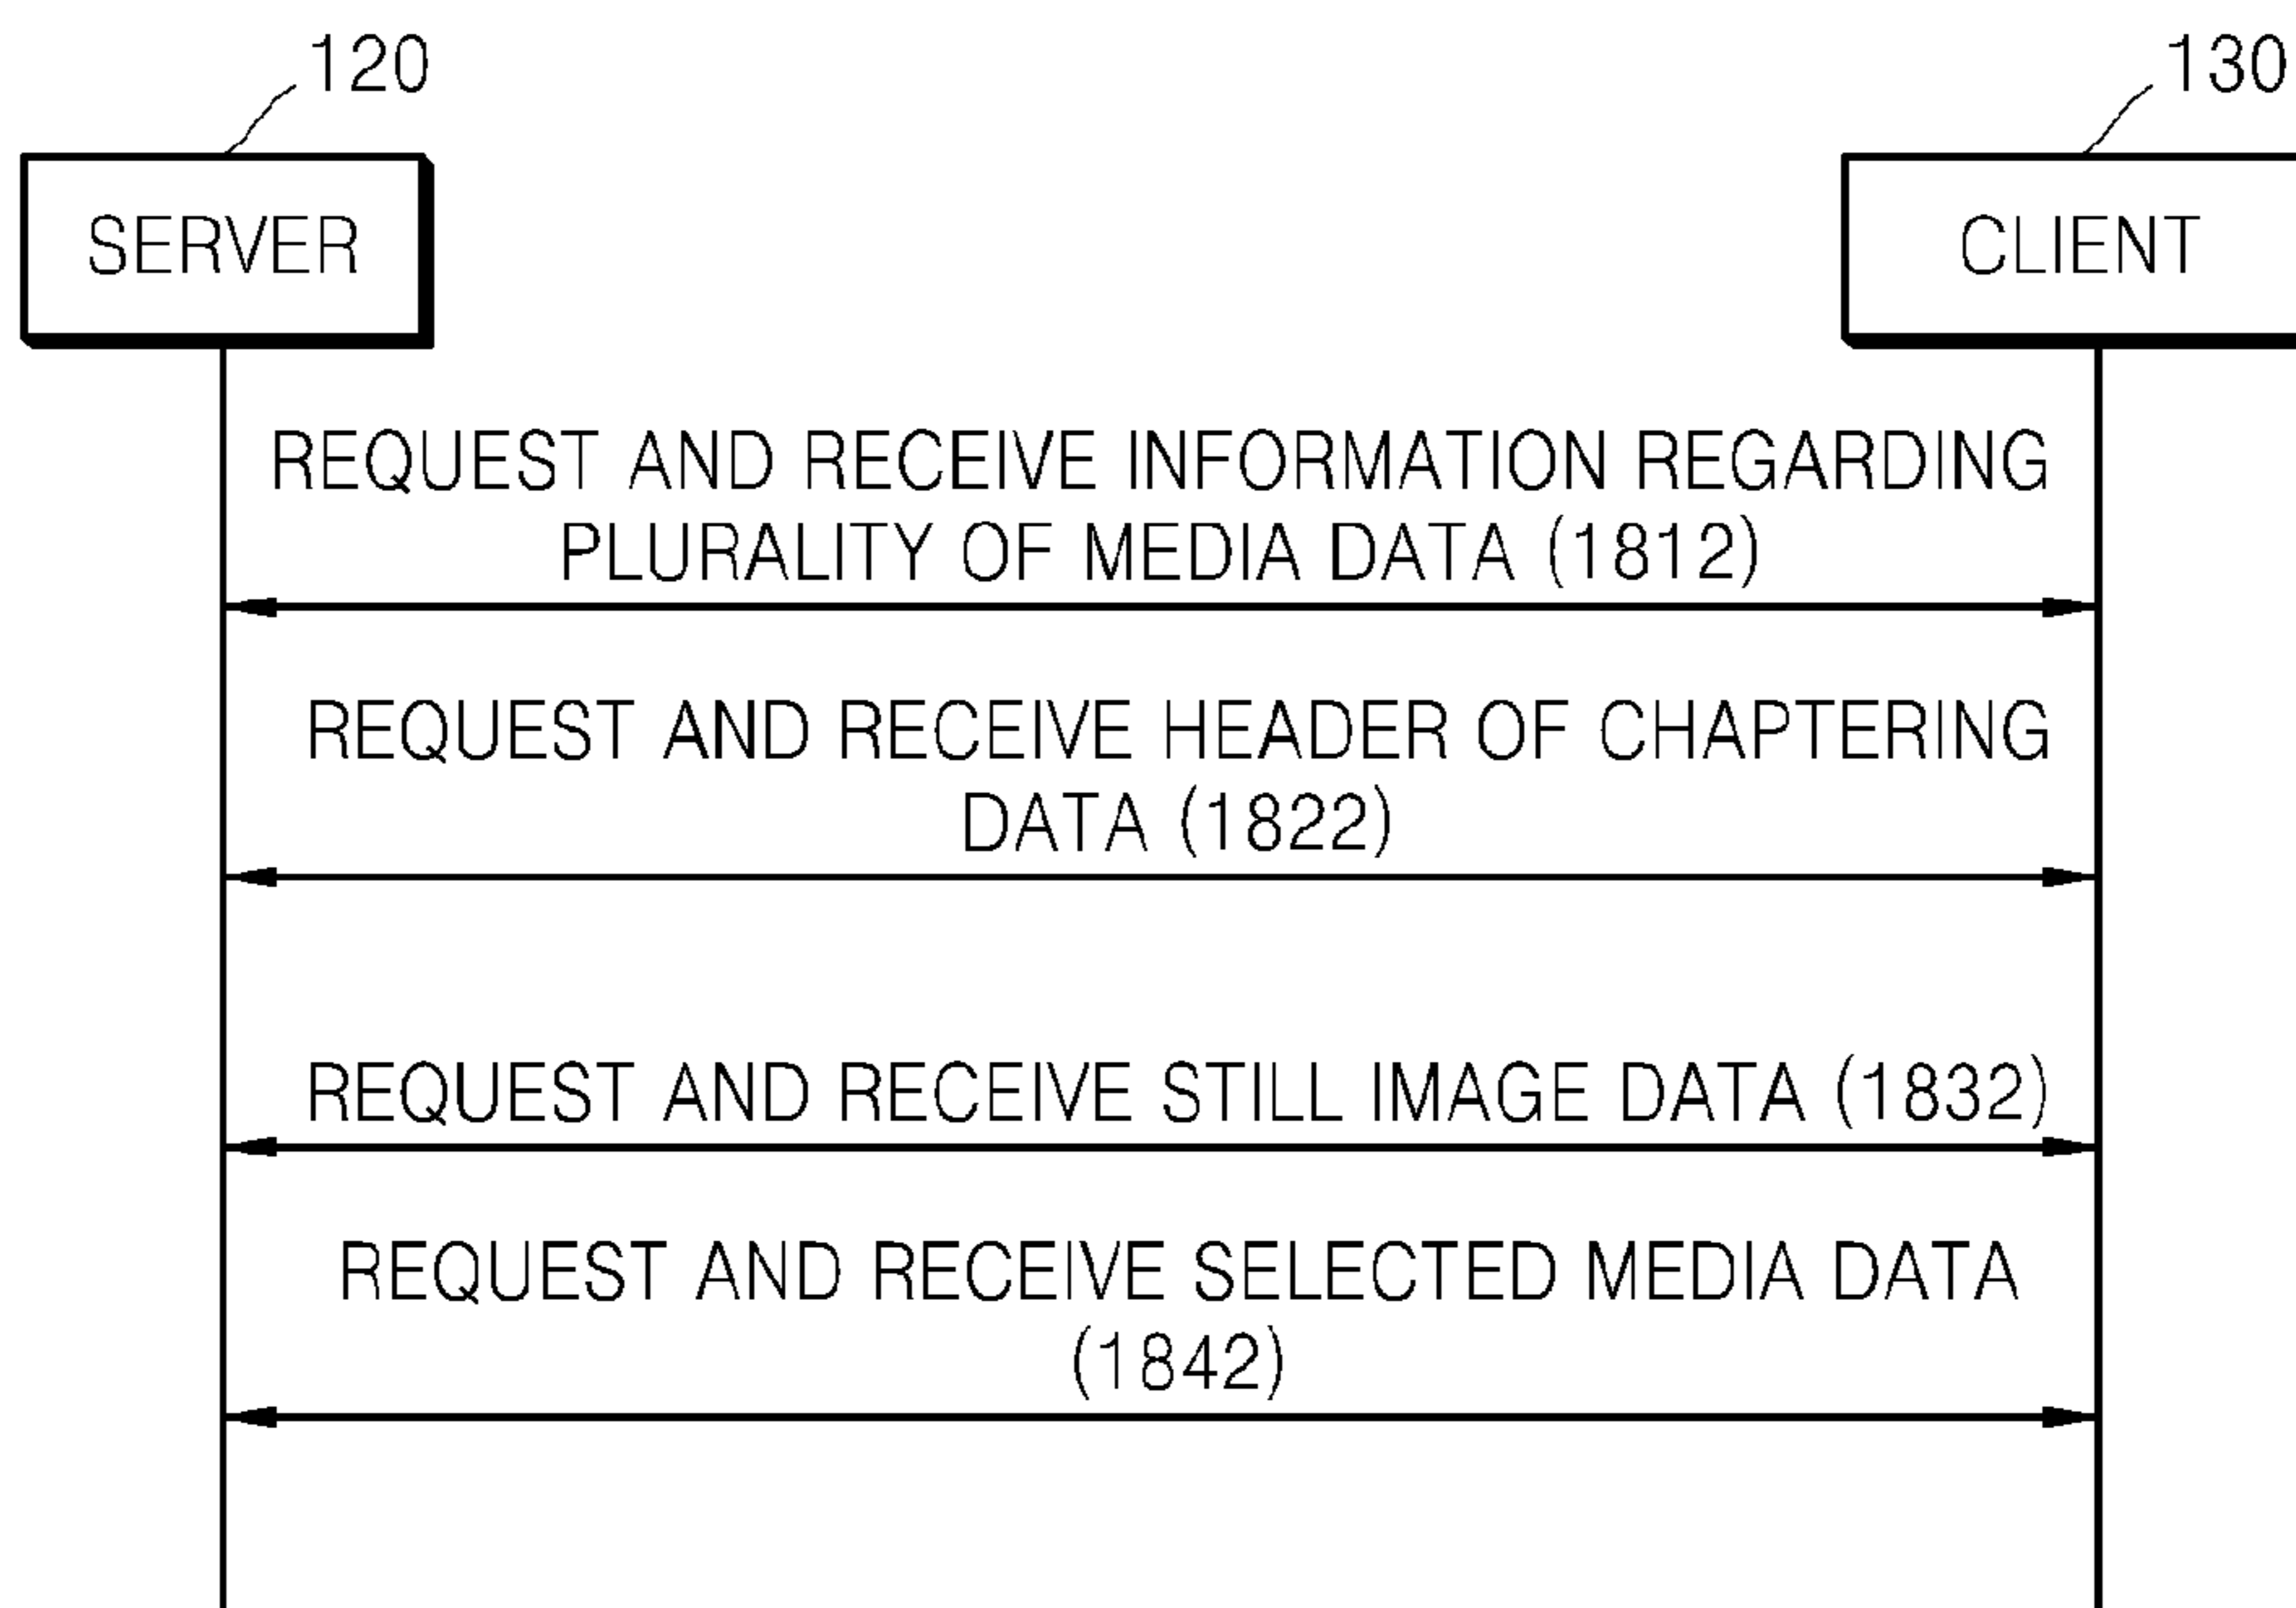 120
130
SERVER
CLIENT
REQUEST AND RECEIVE INFORMATION REGARDING
PLURALITY OF MEDIA DATA (1812)
REQUEST AND RECEIVE HEADER OF CHAPTERING
DATA (1822)
REQUEST AND RECEIVE STILL IMAGE DATA (1832)
REQUEST AND RECEIVE SELECTED MEDIA DATA
(1842)